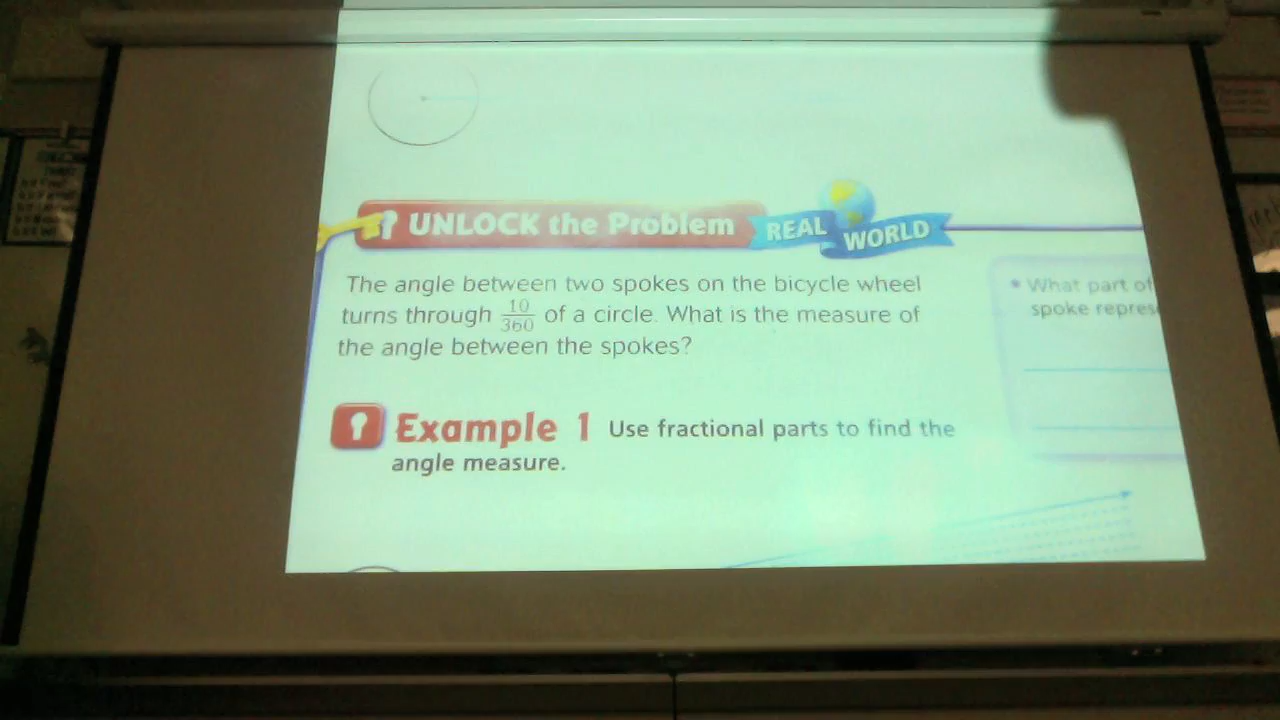 UNLOCK the Problem REAL WORLD
The angle between two spokes on the bicycle wheel
turns through 10/360 of a circle. What is the measure of
the angle between the spokes?
• What part of
spoke
Example 1 Use fractional parts to find the
angle measure.